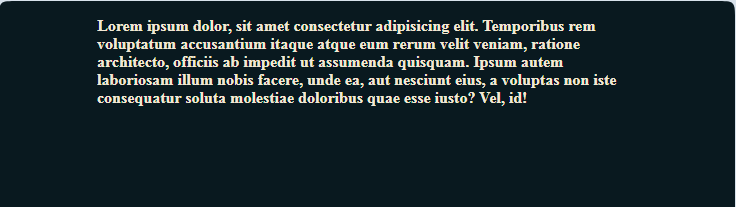 Lorem ipsum dolor, sit amet consectetur adipisicing elit. Temporibus rem
voluptatum accusantium itaque atque eum rerum velit veniam, ratione
architecto, officiis ab impedit ut assumenda quisquam. Ipsum autem
laboriosam illum nobis facere, unde ea, aut nesciunt eius, a voluptas non iste
consequatur soluta molestiae doloribus quae esse iusto? Vel, id!